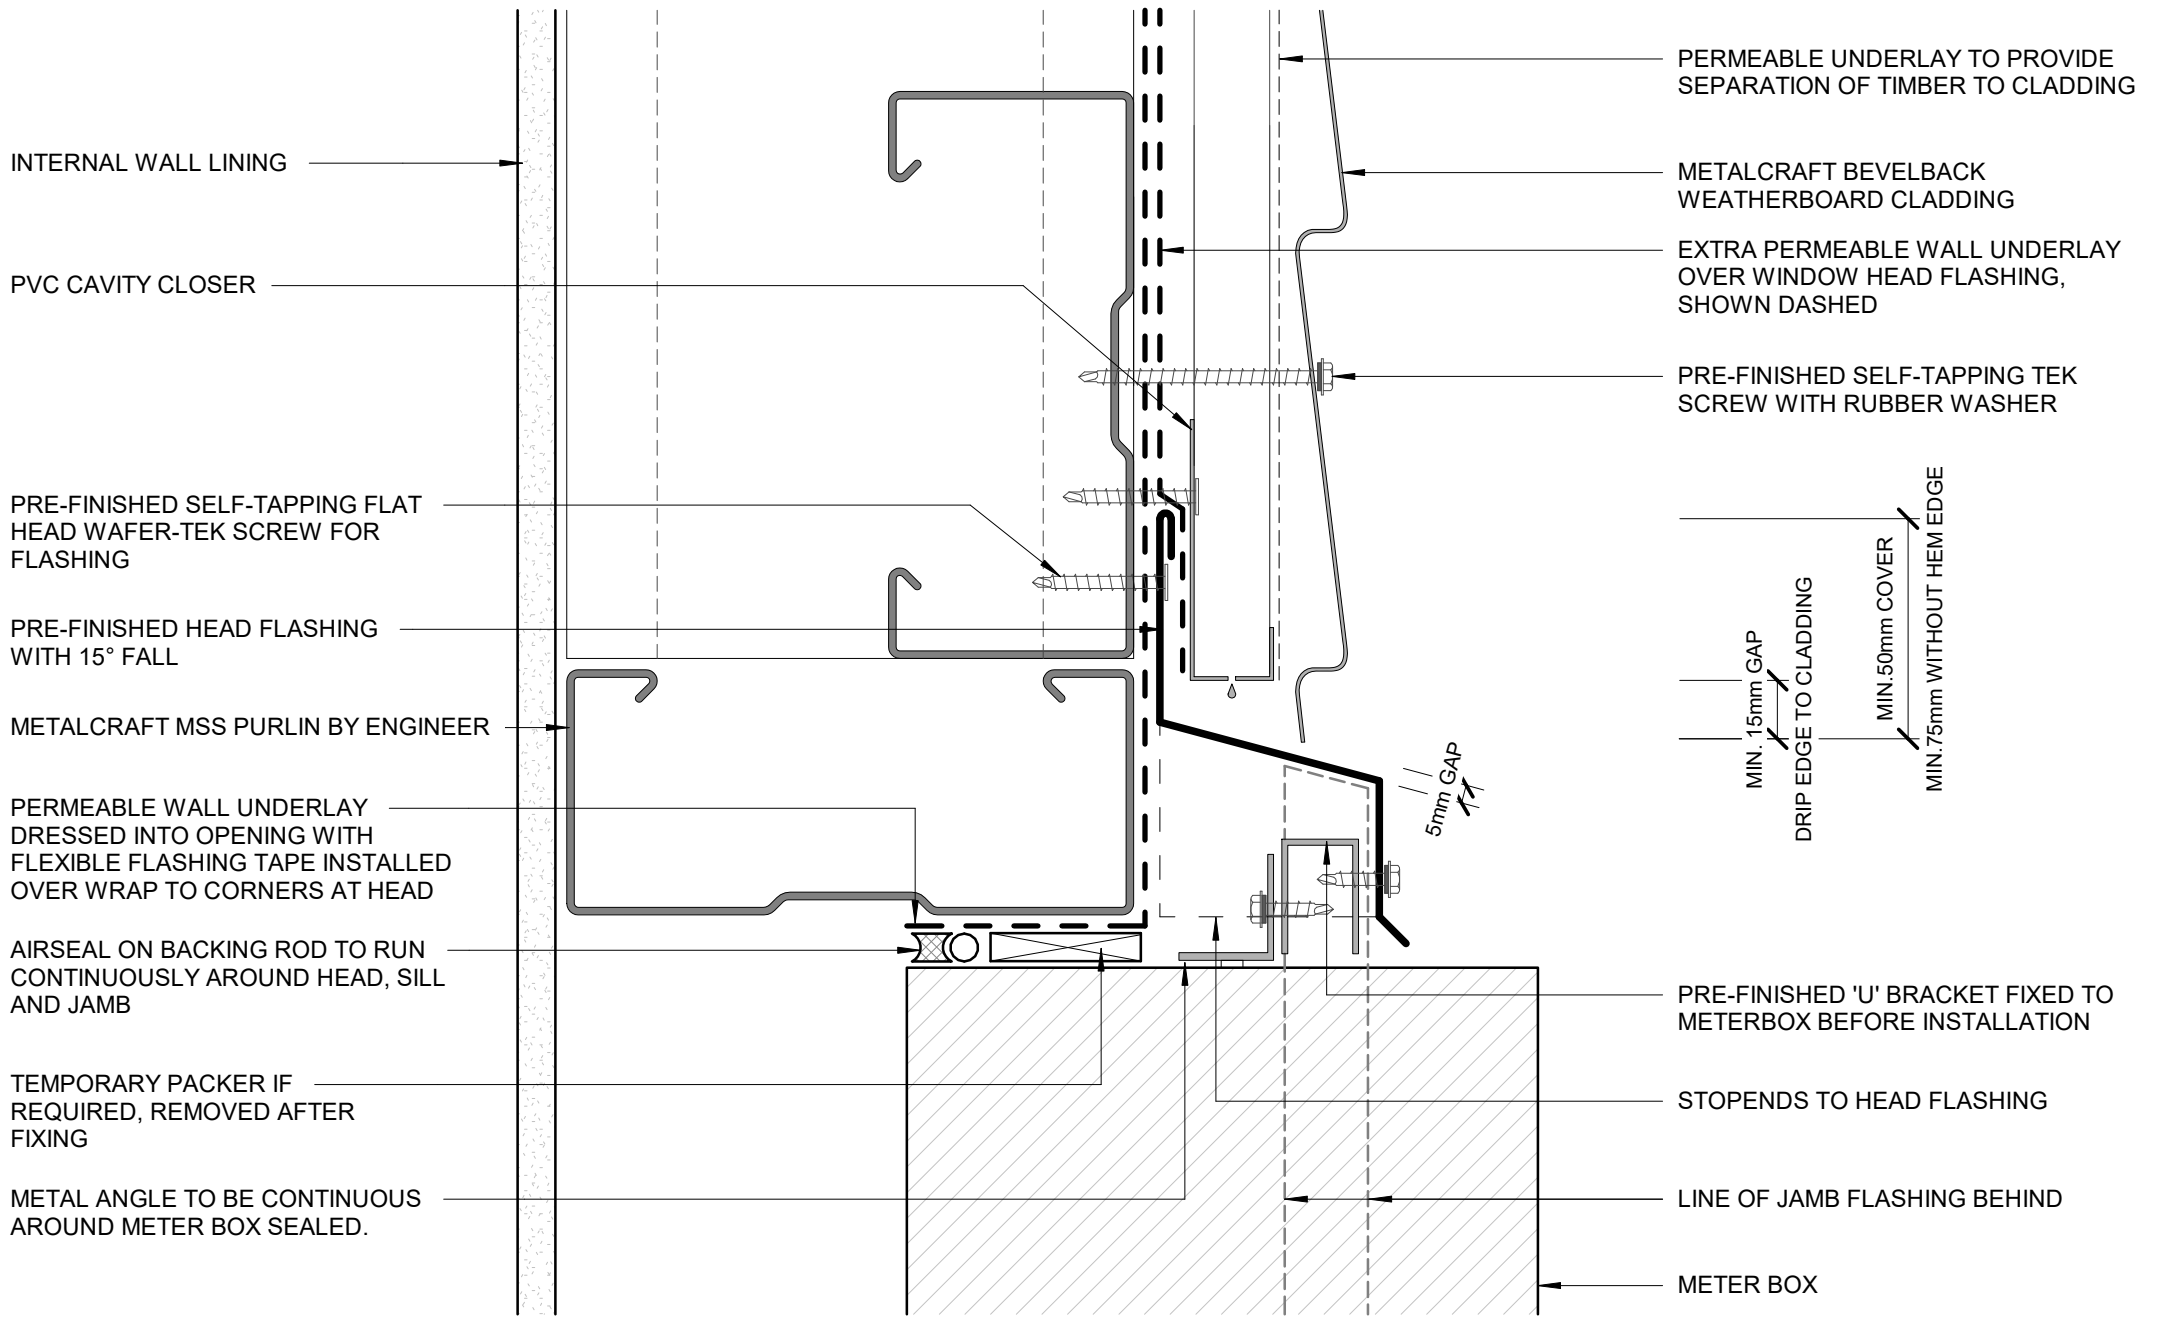 INTERNAL WALL LINING
PVC CAVITY CLOSER
PRE-FINISHED SELF-TAPPING FLAT
HEAD WAFER-TEK SCREW FOR
FLASHING
PRE-FINISHED HEAD FLASHING
WITH 15° FALL
METALCRAFT MSS PURLIN BY ENGINEER
PERMEABLE WALL UNDERLAY
DRESSED INTO OPENING WITH
FLEXIBLE FLASHING TAPE INSTALLED
OVER WRAP TO CORNERS AT HEAD
AIRSEAL ON BACKING ROD TO RUN
CONTINUOUSLY AROUND HEAD, SILL
AND JAMB
TEMPORARY PACKER IF
REQUIRED, REMOVED AFTER
FIXING
METAL ANGLE TO BE CONTINUOUS
AROUND METER BOX SEALED.
PERMEABLE UNDERLAY TO PROVIDE
SEPARATION OF TIMBER TO CLADDING
METALCRAFT BEVELBACK
WEATHERBOARD CLADDING
EXTRA PERMEABLE WALL UNDERLAY
OVER WINDOW HEAD FLASHING,
SHOWN DASHED
PRE-FINISHED SELF-TAPPING TEK
SCREW WITH RUBBER WASHER
5mm GAP
MIN. 15mm GAP
DRIP EDGE TO CLADDING
MIN.50mm COVER
MIN.75mm WITHOUT HEM EDGE
PRE-FINISHED 'U' BRACKET FIXED TO
METERBOX BEFORE INSTALLATION
STOPENDS TO HEAD FLASHING
LINE OF JAMB FLASHING BEHIND
METER BOX